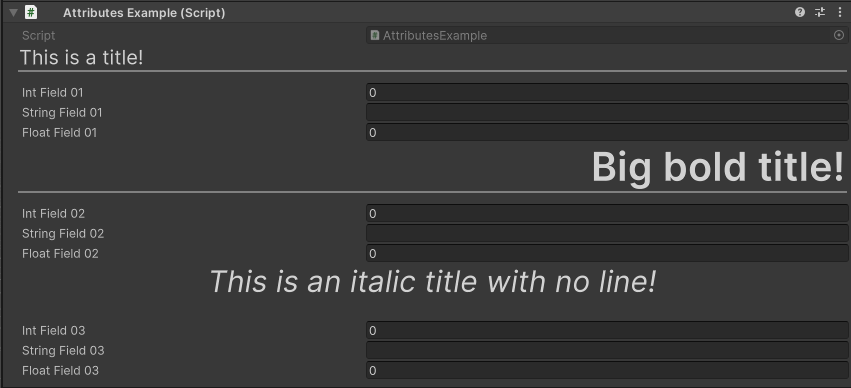 Attributes Example (Script)
Script AttributesExample
This is a title!
Int Field 01 0
String Field 01
Float Field 01 0
Big bold title!
Int Field 02 0
String Field 02
Float Field 02 0
This is an italic title with no line!
Int Field 03 0
String Field 03
Float Field 03 0